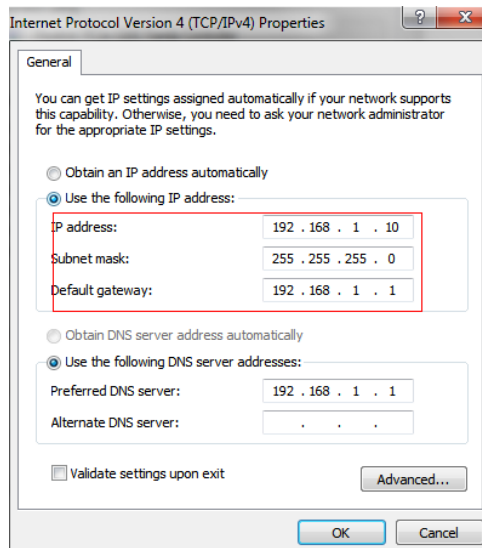 Internet Protocol Version 4 (TCP/IPv4) Properties
General
You can get IP settings assigned automatically if your network supports
this capability. Otherwise, you need to ask your network administrator
for the appropriate IP settings.
Obtain an IP address automatically
Use the following IP address:
IP address: 192 . 168 . 1 . 10
Subnet mask: 255 . 255 . 255 . 0
Default gateway: 192 . 168 . 1 . 1
Obtain DNS server address automatically
Use the following DNS server addresses:
Preferred DNS server: 192 . 168 . 1 . 1
Alternate DNS server: . . .
Validate settings upon exit
Advanced...
OK Cancel